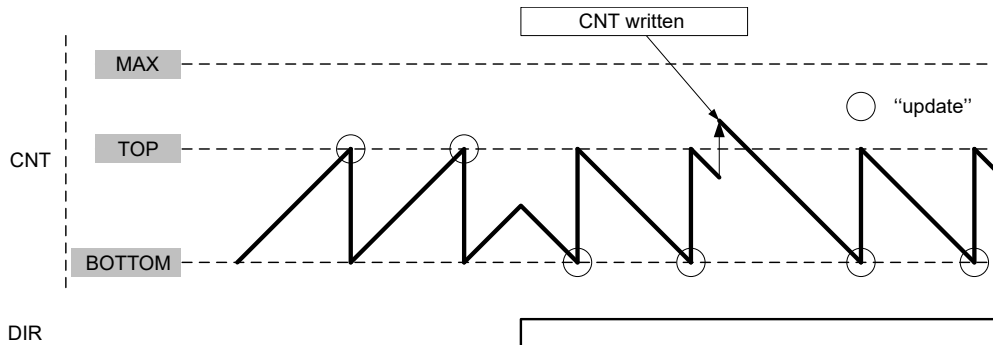 CNT written
MAX
‘‘update’’
CNT
TOP
BOTTOM
DIR